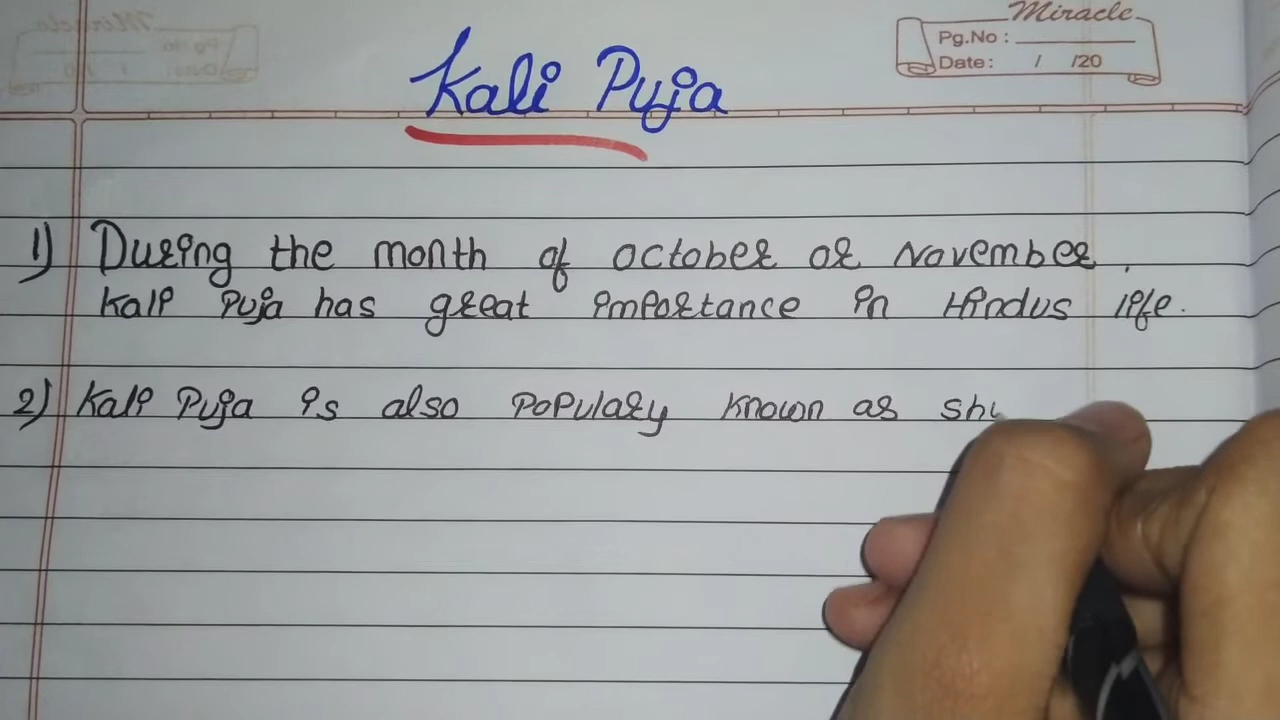 Miracle
Pg.No :
Date: / /20
Kali Puja
1) During the month of october or November,
Kali Puja has great importance in Hindus life.
2) Kali Puja is also Populary known as